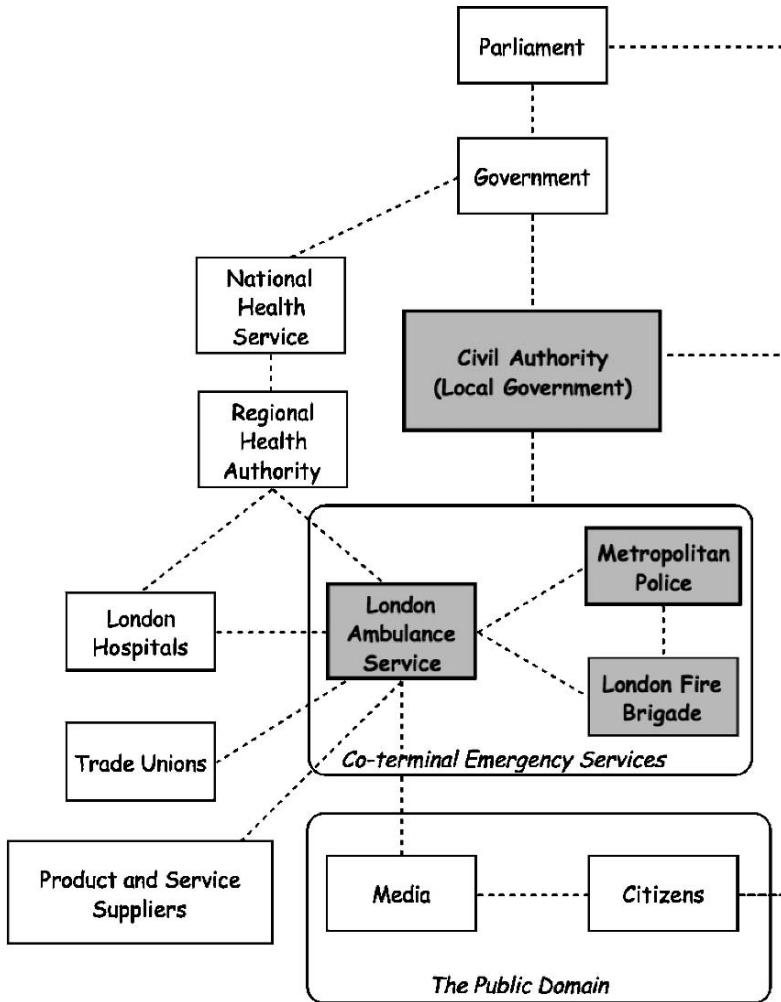 Parliament
Government
National
Health
Service
Civil Authority
(Local Government)
Regional
Health
Authority
Metropolitan
Police
London
Hospitals
London
Ambulance
Service
London Fire
Brigade
Trade Unions
Co-terminal Emergency Services
Product and Service
Suppliers
Media
Citizens
The Public Domain